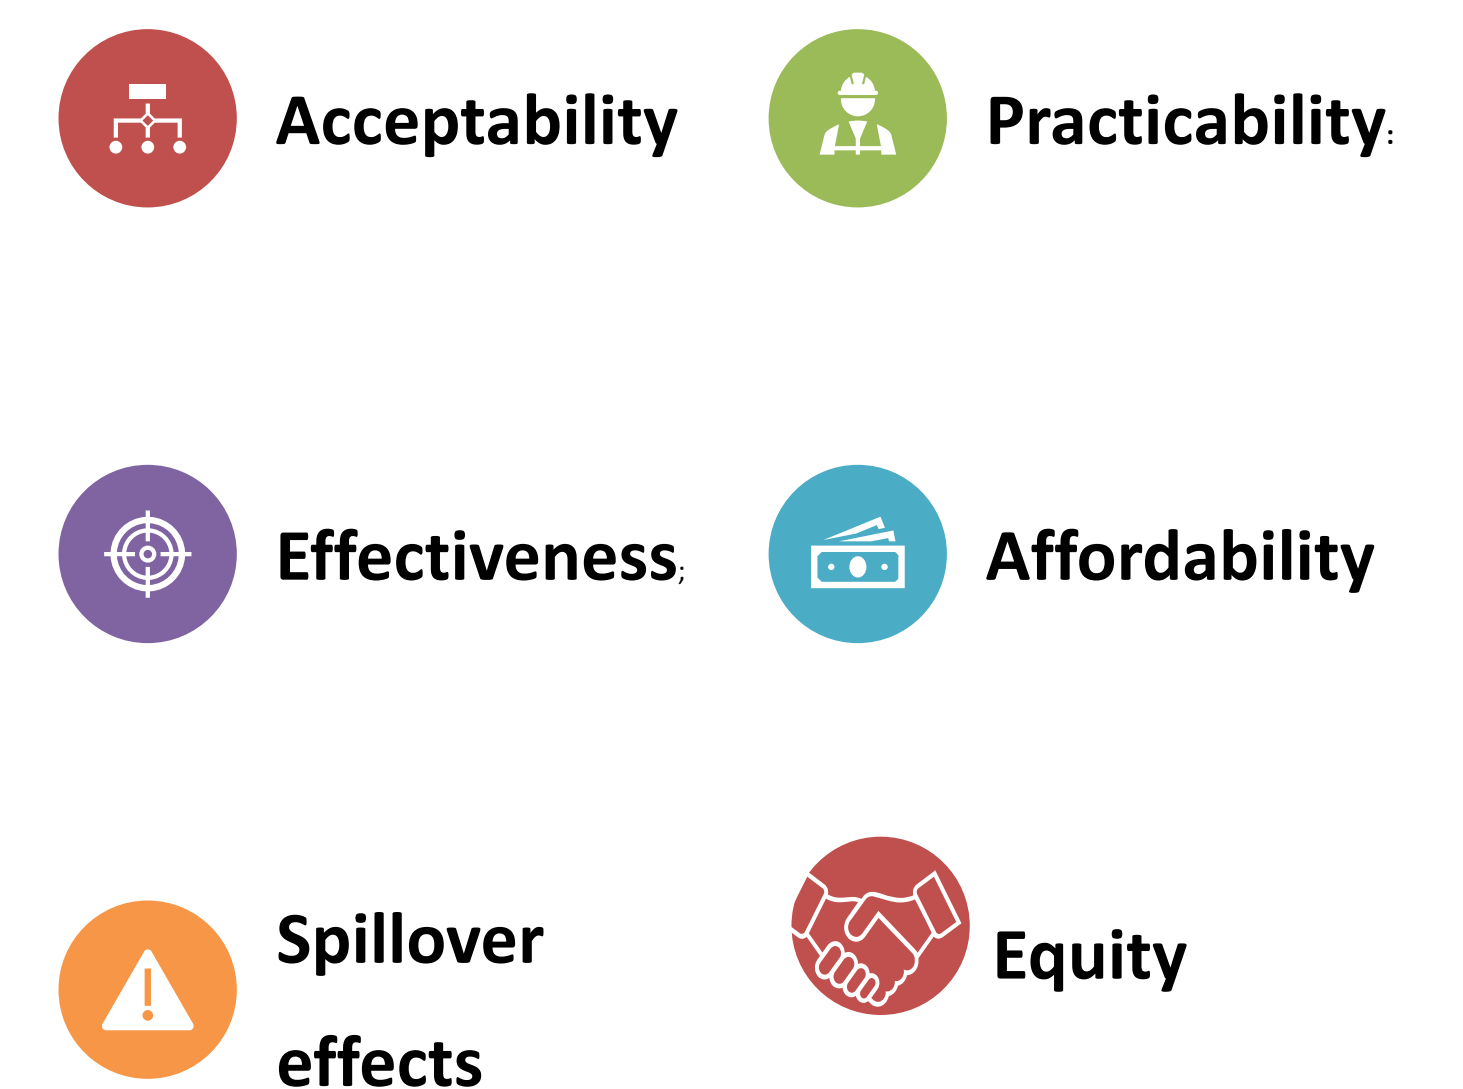 Acceptability
Practicability:
Effectiveness;
Affordability
Spillover
effects
Equity